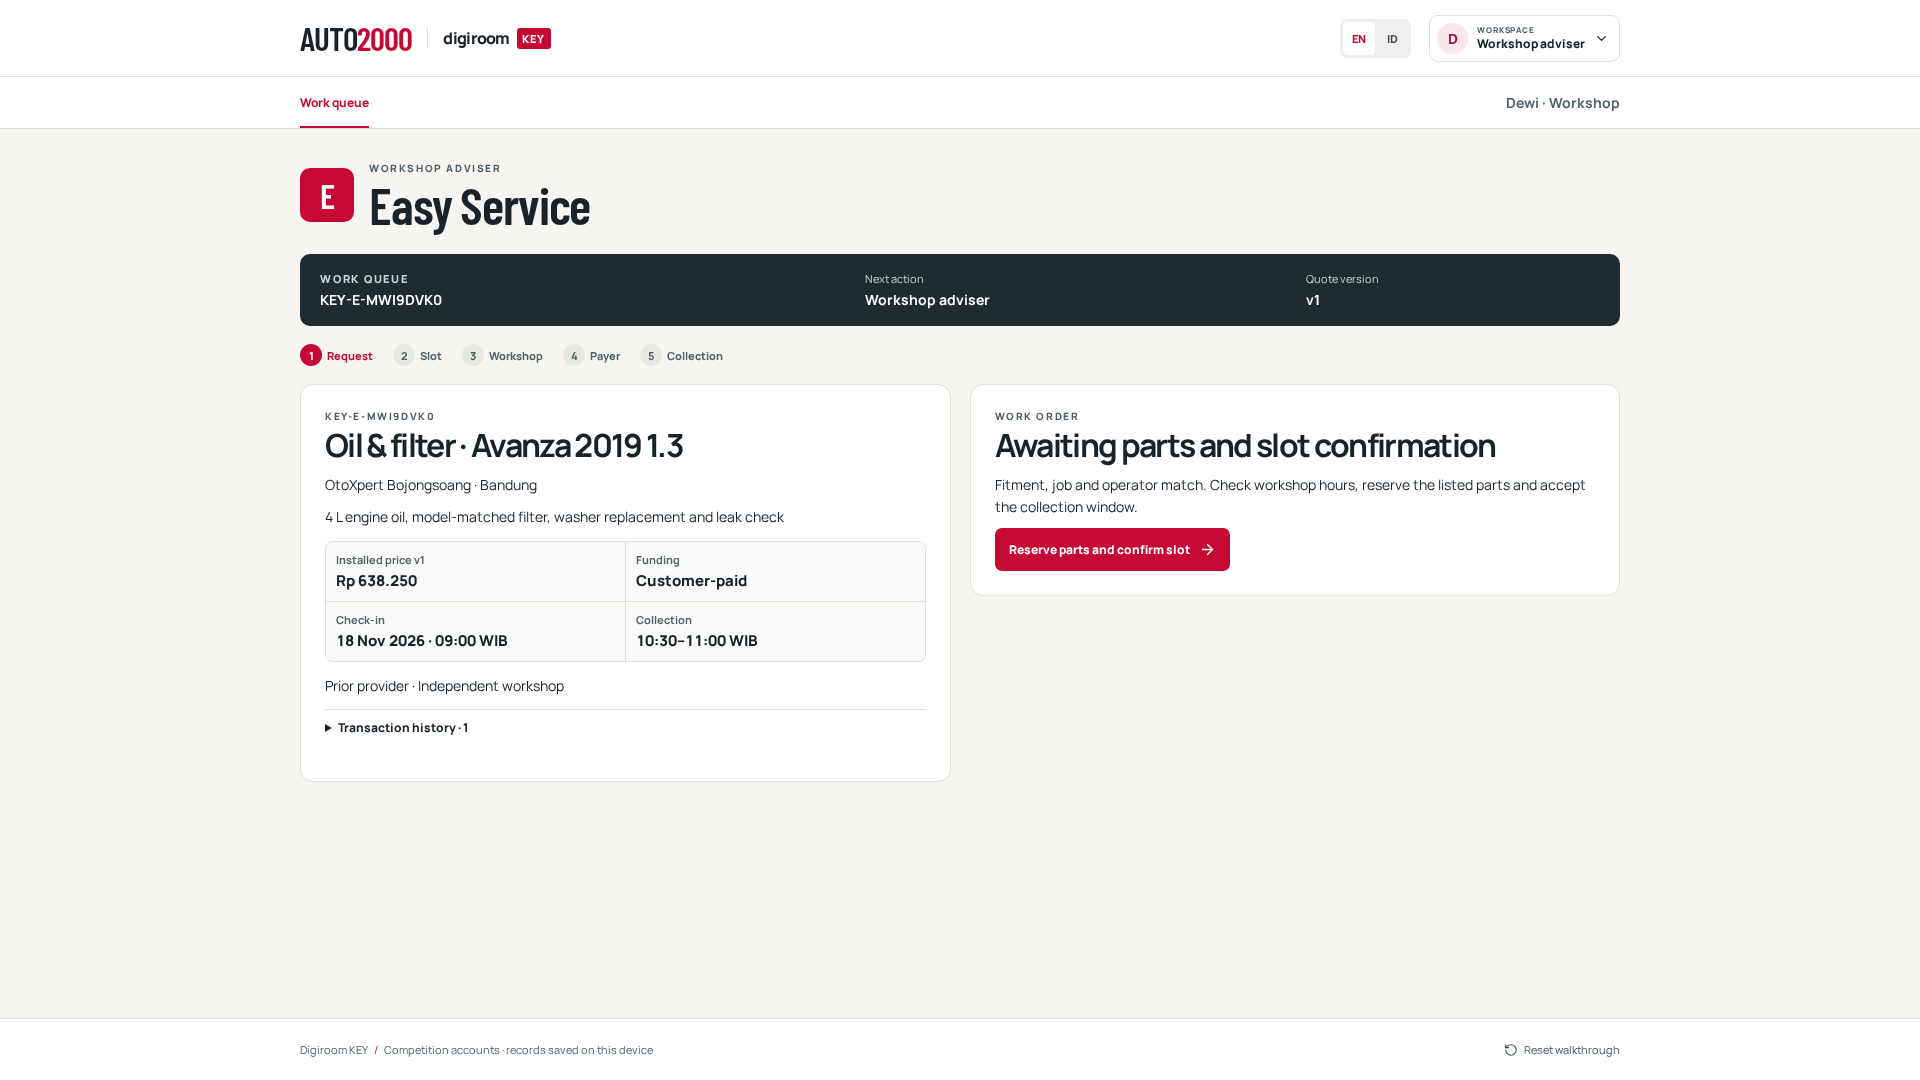 AUTO2000
digiroom KEY
EN ID
D
WORKSPACE
Workshop adviser
Work queue
Dewi · Workshop
E
WORKSHOP ADVISER
Easy Service
WORK QUEUE
KEY-E-MWI9DVK0
Next action
Workshop adviser
Quote version
v1
1 Request 2 Slot 3 Workshop 4 Payer 5 Collection
KEY-E-MWI9DVK0
Oil & filter · Avanza 2019 1.3
OtoXpert Bojongsoang · Bandung
4 L engine oil, model-matched filter, washer replacement and leak check
Installed price v1
Rp 638.250
Funding
Customer-paid
Check-in
18 Nov 2026 · 09:00 WIB
Collection
10:30–11:00 WIB
Prior provider · Independent workshop
Transaction history · 1
WORK ORDER
Awaiting parts and slot confirmation
Fitment, job and operator match. Check workshop hours, reserve the listed parts and accept
the collection window.
Reserve parts and confirm slot
Digiroom KEY / Competition accounts · records saved on this device
Reset walkthrough